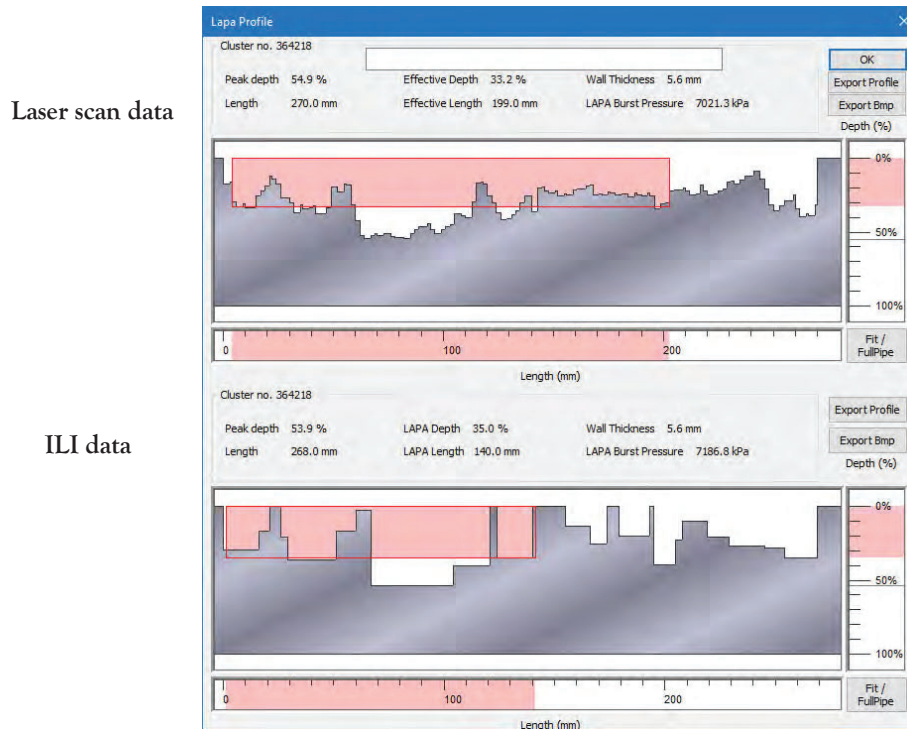 Lapa Profile
Laser scan data
Cluster no. 364218
Peak depth 54.9 % Effective Depth 33.2 % Wall Thickness 5.6 mm
Length 270.0 mm Effective Length 199.0 mm LAPA Burst Pressure 7021.3 kPa
OK
Export Profile
Export Bmp
Depth (%)
0%
50%
100%
0 100 200
Length (mm)
Fit /
FullPipe
ILI data
Cluster no. 364218
Peak depth 53.9 % LAPA Depth 35.0 % Wall Thickness 5.6 mm
Length 268.0 mm LAPA Length 140.0 mm LAPA Burst Pressure 7186.8 kPa
Export Profile
Export Bmp
Depth (%)
0%
50%
100%
0 100 200
Length (mm)
Fit /
FullPipe